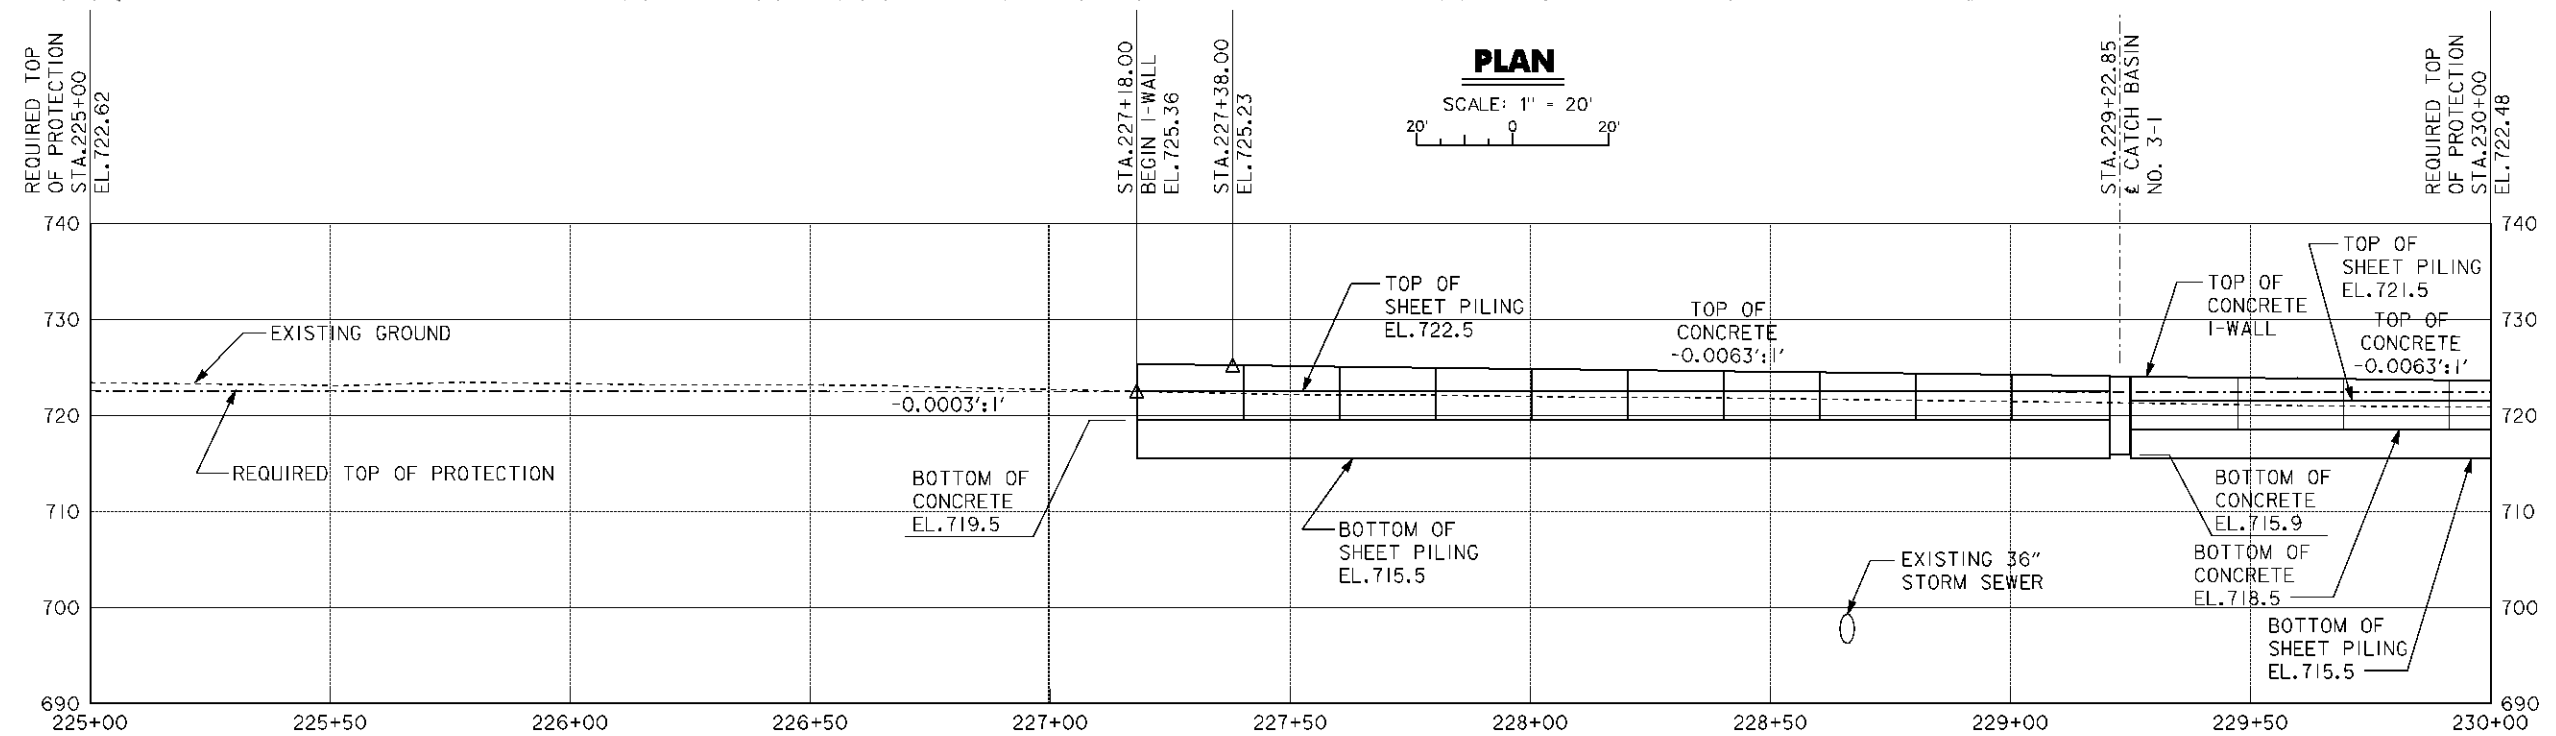 REQUIRED TOP
OF PROTECTION
STA.225+00
EL.722.62
STA.227+18.00
BEGIN I-WALL
EL.725.36
STA.227+38.00
EL.725.23
PLAN
SCALE: 1" = 20'
20' 0 20'
STA.229+22.85
℄ CATCH BASIN
NO. 3-1
REQUIRED TOP
OF PROTECTION
STA.230+00
EL.722.48
740
740
730
730
720
720
710
710
700
700
690
690
EXISTING GROUND
REQUIRED TOP OF PROTECTION
-0.0003':1'
BOTTOM OF
CONCRETE
EL.719.5
TOP OF
SHEET PILING
EL.722.5
BOTTOM OF
SHEET PILING
EL.715.5
TOP OF
CONCRETE
-0.0063':1'
EXISTING 36"
STORM SEWER
TOP OF
CONCRETE
I-WALL
TOP OF
SHEET PILING
EL.721.5
TOP OF
CONCRETE
-0.0063':1'
BOTTOM OF
CONCRETE
EL.715.9
BOTTOM OF
CONCRETE
EL.718.5
BOTTOM OF
SHEET PILING
EL.715.5
225+00 225+50 226+00 226+50 227+00 227+50 228+00 228+50 229+00 229+50 230+00